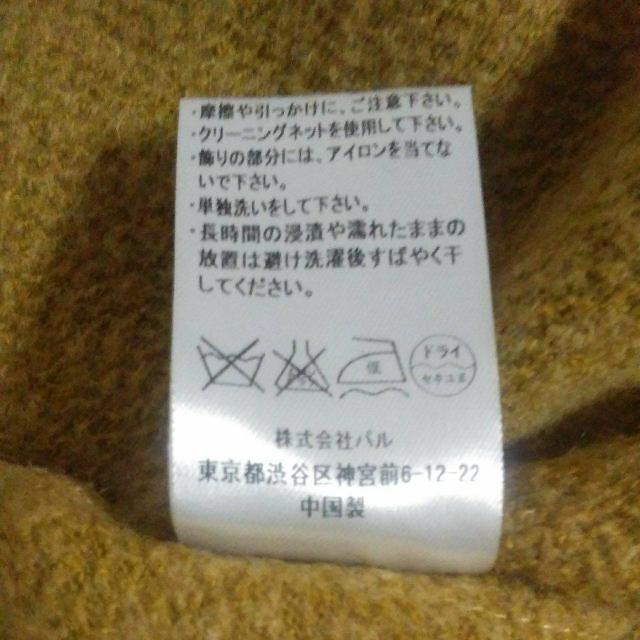 ・摩擦や引っかけに、ご注意下さい。
・クリーニングネットを使用して下さい。
・飾りの部分には、アイロンを当てな
いで下さい。
・単独洗いをして下さい。
・長時間の浸漬や濡れたままの
放置は避け洗濯後すばやく干
してください。
低 ドライ
セキユ系
株式会社パル
東京都渋谷区神宮前6-12-22
中国製